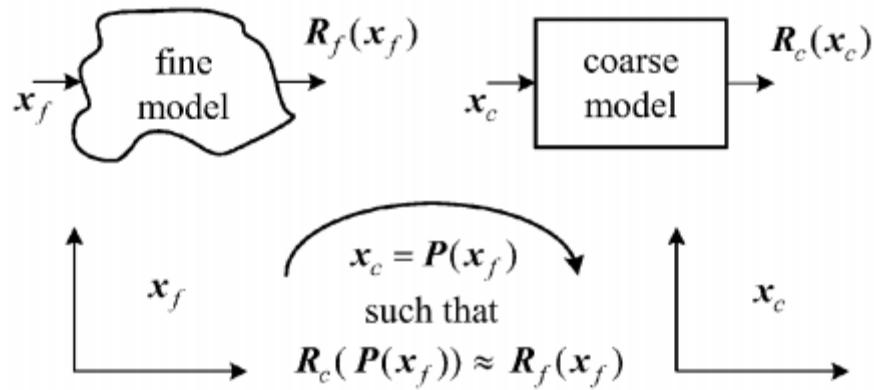 R_f(x_f)
R_c(x_c)
fine
model
coarse
model
x_f
x_c
x_c = P(x_f)
such that
R_c(P(x_f)) ≈ R_f(x_f)
x_f
x_c